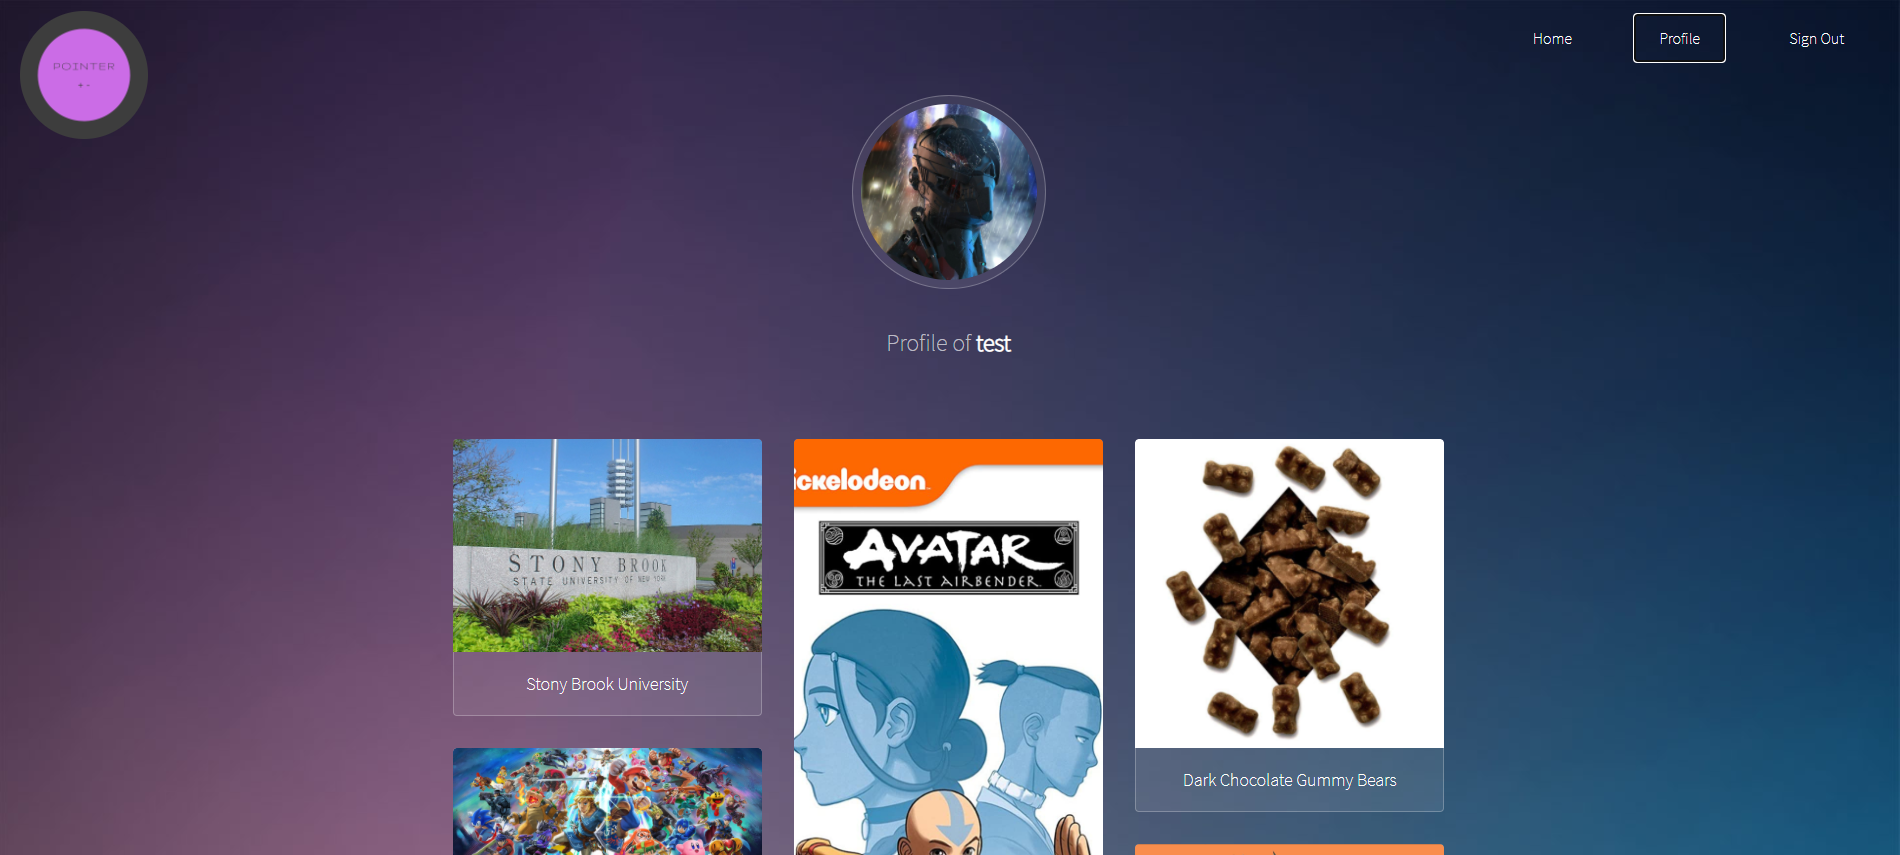 POINTER
+ -
Home
Profile
Sign Out
Profile of test
STONY BROOK
STATE UNIVERSITY OF NEW YORK
Stony Brook University
ickelodeon
AVATAR
THE LAST AIRBENDER
Dark Chocolate Gummy Bears